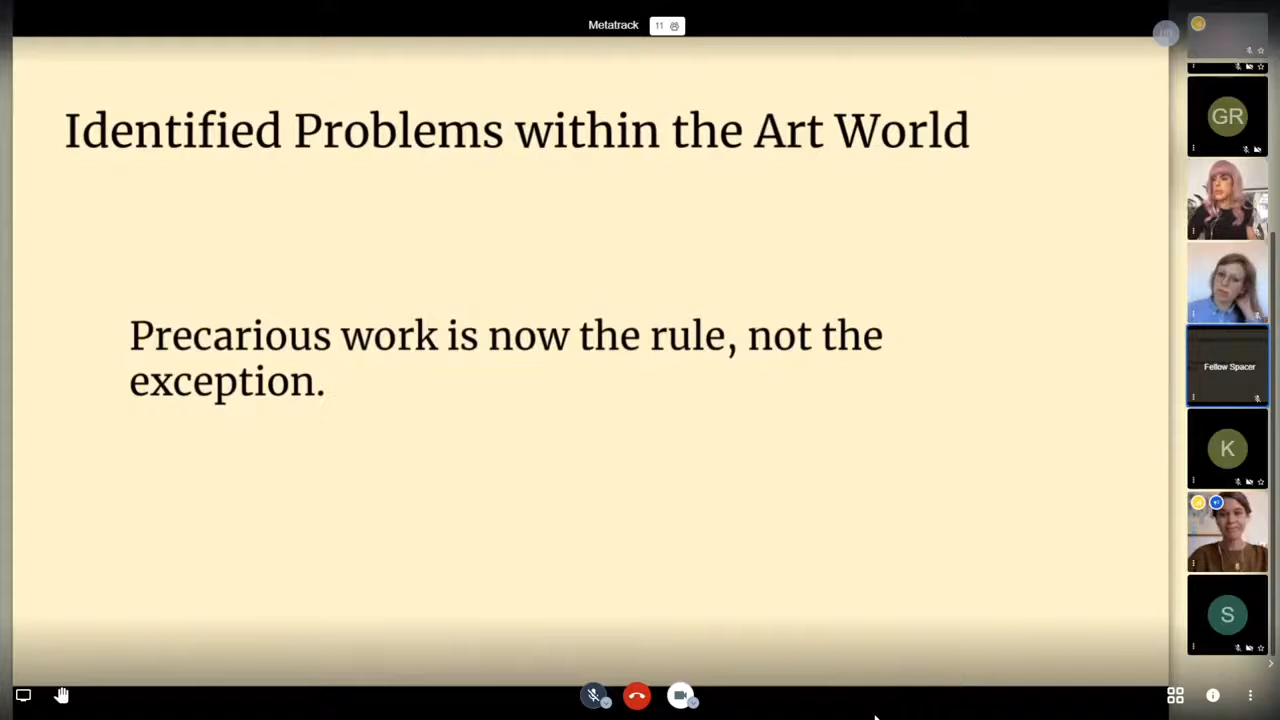 Metatrack
11
Identified Problems within the Art World
GR
Precarious work is now the rule, not the
exception.
Fellow Spacer
K
S